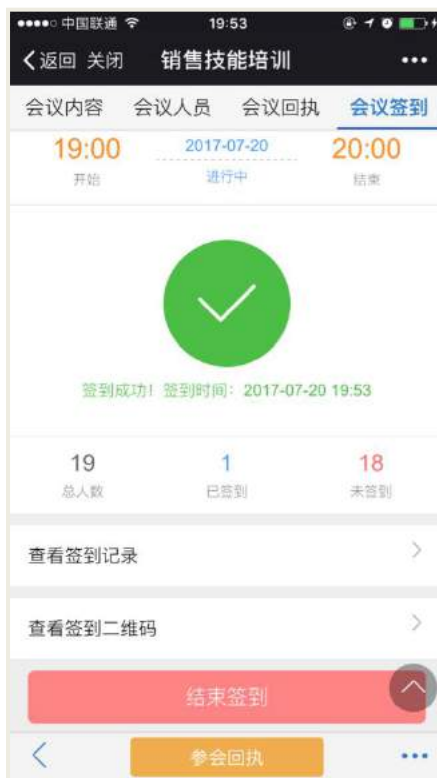 中国联通 19:53
返回 关闭 销售技能培训
会议内容 会议人员 会议回执 会议签到
19:00 2017-07-20 20:00
开始 进行中 结束
签到成功！签到时间：2017-07-20 19:53
19 1 18
总人数 已签到 未签到
查看签到记录
查看签到二维码
结束签到
参会回执